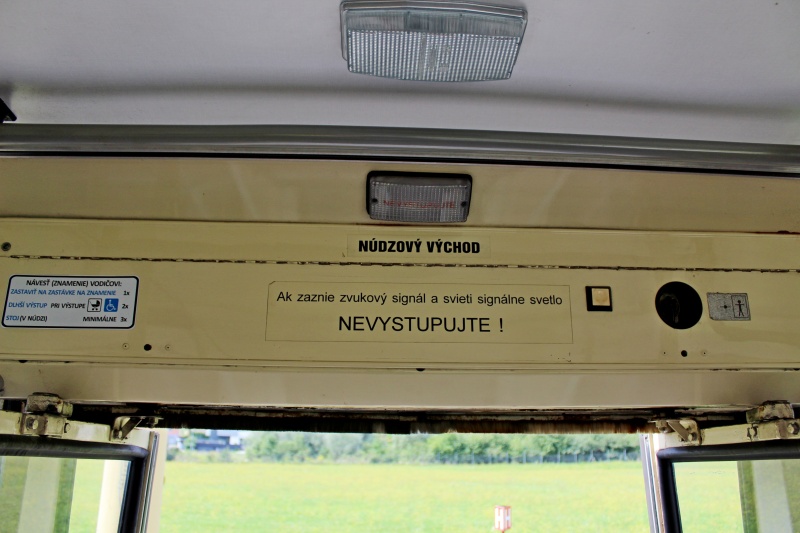 NEVYSTUPUJTE
NÚDZOVÝ VÝCHOD
NÁVESŤ (ZNAMENIE) VODIČOVI:
ZASTAVIŤ NA ZASTÁVKE NA ZNAMENIE 1x
DLHŠÍ VÝSTUP PRI VÝSTUPE 2x
STOJ (V NÚDZI) MINIMÁLNE 3x
Ak zaznie zvukový signál a svieti signálne svetlo
NEVYSTUPUJTE !